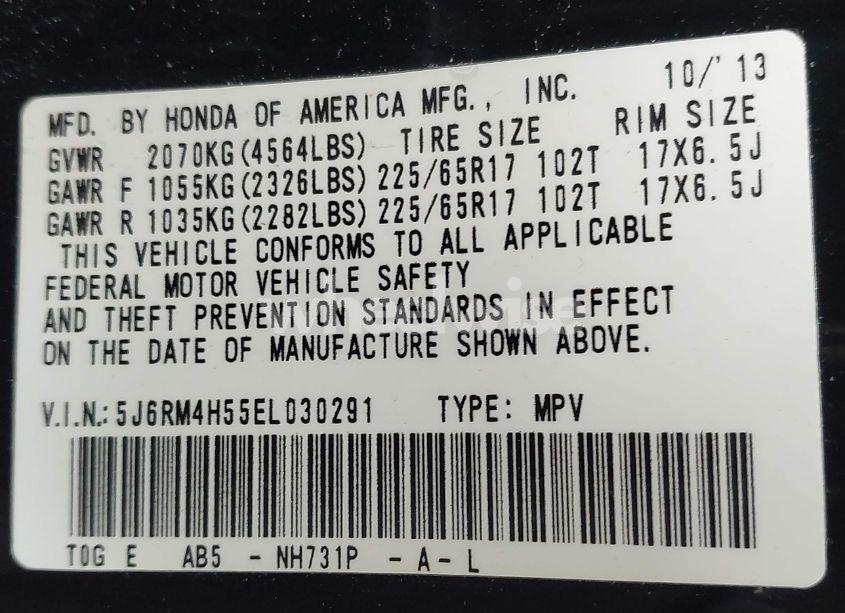 MFD. BY HONDA OF AMERICA MFG., INC. 10/'13
GVWR 2070KG(4564LBS) TIRE SIZE RIM SIZE
GAWR F 1055KG(2326LBS) 225/65R17 102T 17X6.5J
GAWR R 1035KG(2282LBS) 225/65R17 102T 17X6.5J
THIS VEHICLE CONFORMS TO ALL APPLICABLE
FEDERAL MOTOR VEHICLE SAFETY
AND THEFT PREVENTION STANDARDS IN EFFECT
ON THE DATE OF MANUFACTURE SHOWN ABOVE.
V.I.N.: 5J6RM4H55EL030291 TYPE: MPV
TOG E AB5 - NH731P - A - L